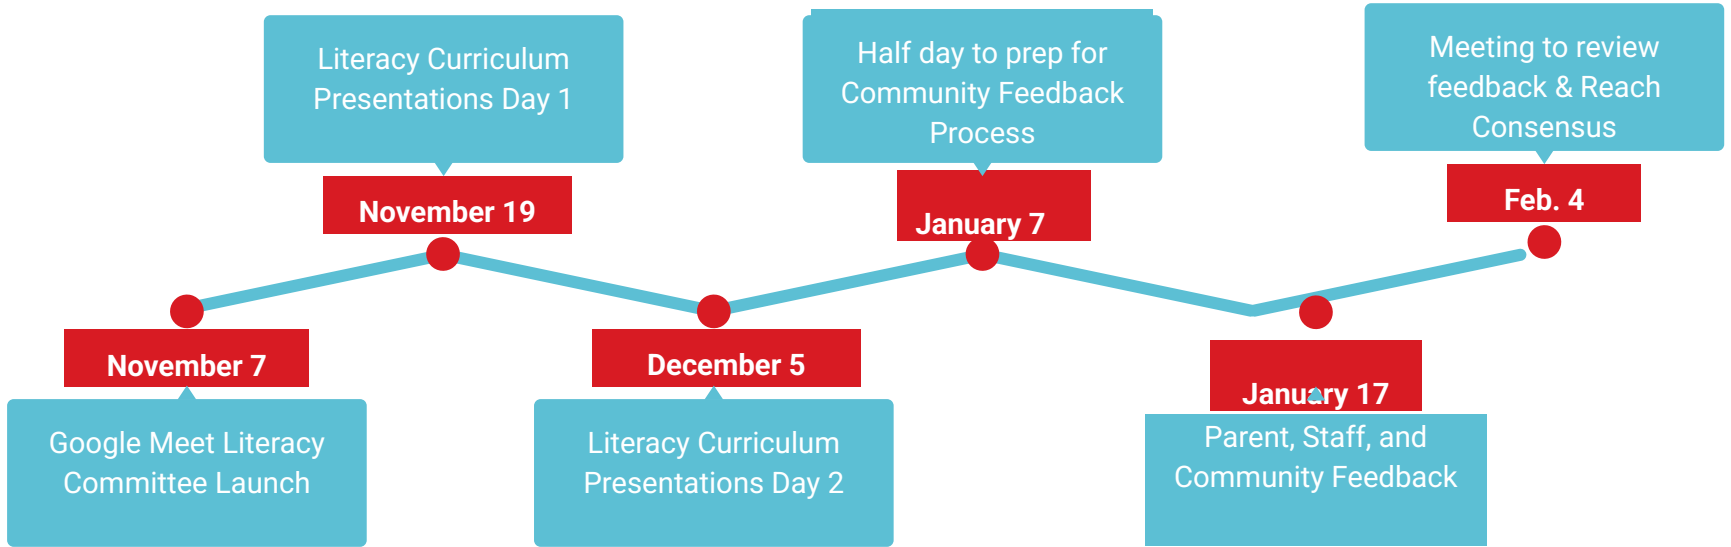 Literacy Curriculum
Presentations Day 1
November 19
Half day to prep for
Community Feedback
Process
January 7
Meeting to review
feedback & Reach
Consensus
Feb. 4
November 7
Google Meet Literacy
Committee Launch
December 5
Literacy Curriculum
Presentations Day 2
January 17
Parent, Staff, and
Community Feedback